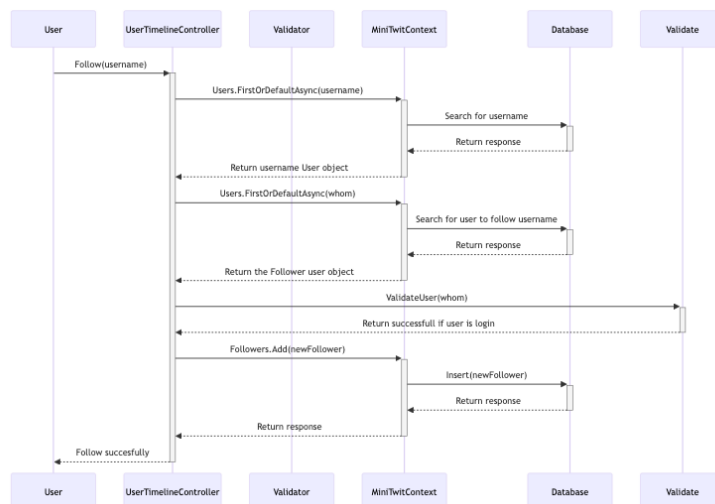 User
UserTimelineController
Validator
MiniTwitContext
Database
Validate
Follow(username)
Users.FirstOrDefaultAsync(username)
Search for username
Return response
Return username User object
Users.FirstOrDefaultAsync(whom)
Search for user to follow username
Return response
Return the Follower user object
ValidateUser(whom)
Return successfull if user is login
Followers.Add(newFollower)
Insert(newFollower)
Return response
Return response
Follow succesfully
User
UserTimelineController
Validator
MiniTwitContext
Database
Validate